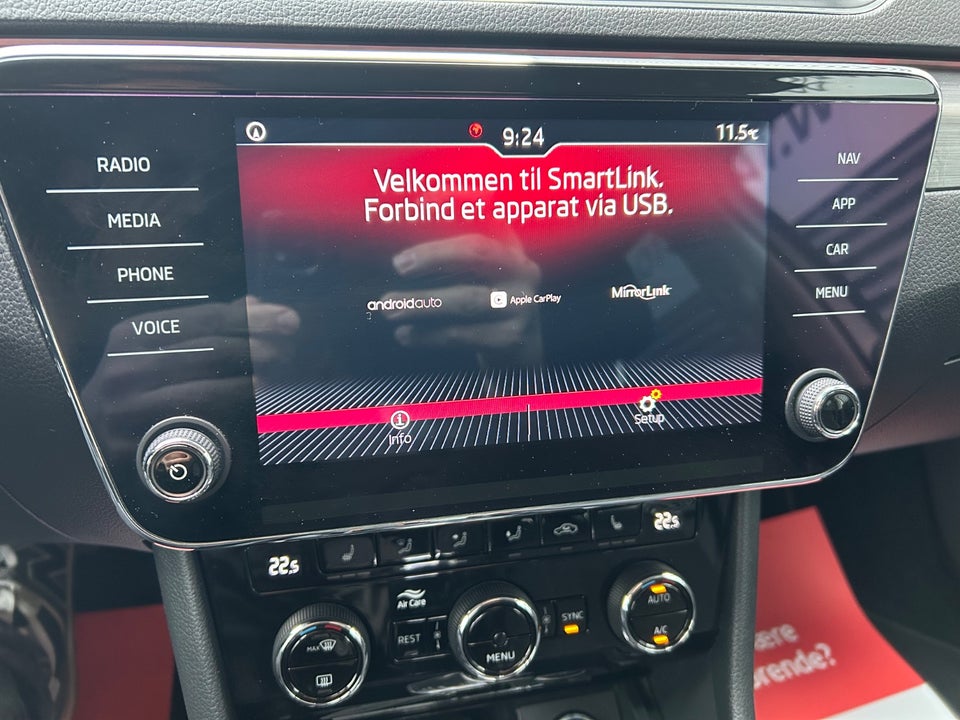 9:24
11.5°C
RADIO
MEDIA
PHONE
VOICE
Velkommen til SmartLink.
Forbind et apparat via USB.
androidauto
Apple CarPlay
MirrorLink
Info
Setup
NAV
APP
CAR
MENU
22.5
22.5
Air Care
MAX
REST
MENU
SYNC
AUTO
A/C